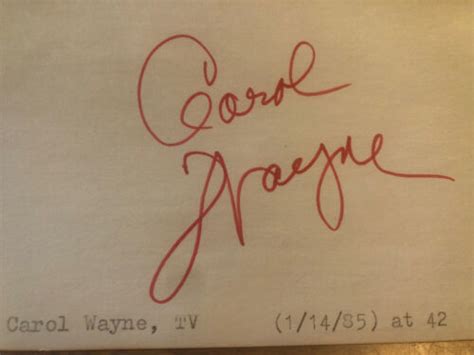 Carol
Wayne
Carol Wayne, TV (1/14/85) at 42